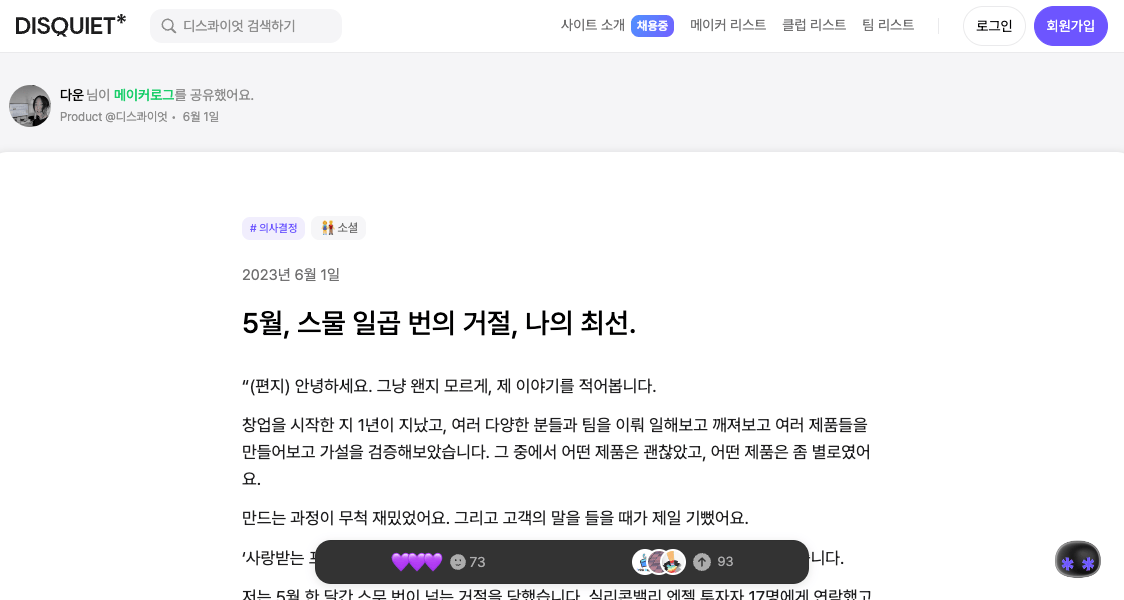 DISQUIET*
디스콰이엇 검색하기
사이트 소개 채용중 메이커 리스트 클럽 리스트 팀 리스트 로그인 회원가입
다운님이 메이커로그를 공유했어요.
Product @디스콰이엇 • 6월 1일
# 의사결정 소셜
2023년 6월 1일
5월, 스물 일곱 번의 거절, 나의 최선.
“(편지) 안녕하세요. 그냥 왠지 모르게, 제 이야기를 적어봅니다.
창업을 시작한 지 1년이 지났고, 여러 다양한 분들과 팀을 이뤄 일해보고 깨져보고 여러 제품들을
만들어보고 가설을 검증해보았습니다. 그 중에서 어떤 제품은 괜찮았고, 어떤 제품은 좀 별로였어
요.
만드는 과정이 무척 재밌었어요. 그리고 고객의 말을 들을 때가 제일 기뻤어요.
‘사랑받는 니다.
73 93
저는 5월 한 달간 스무 번이 넘는 거절을 당했습니다. 실리콘밸리 엔젤 투자자 17명에게 연락했고